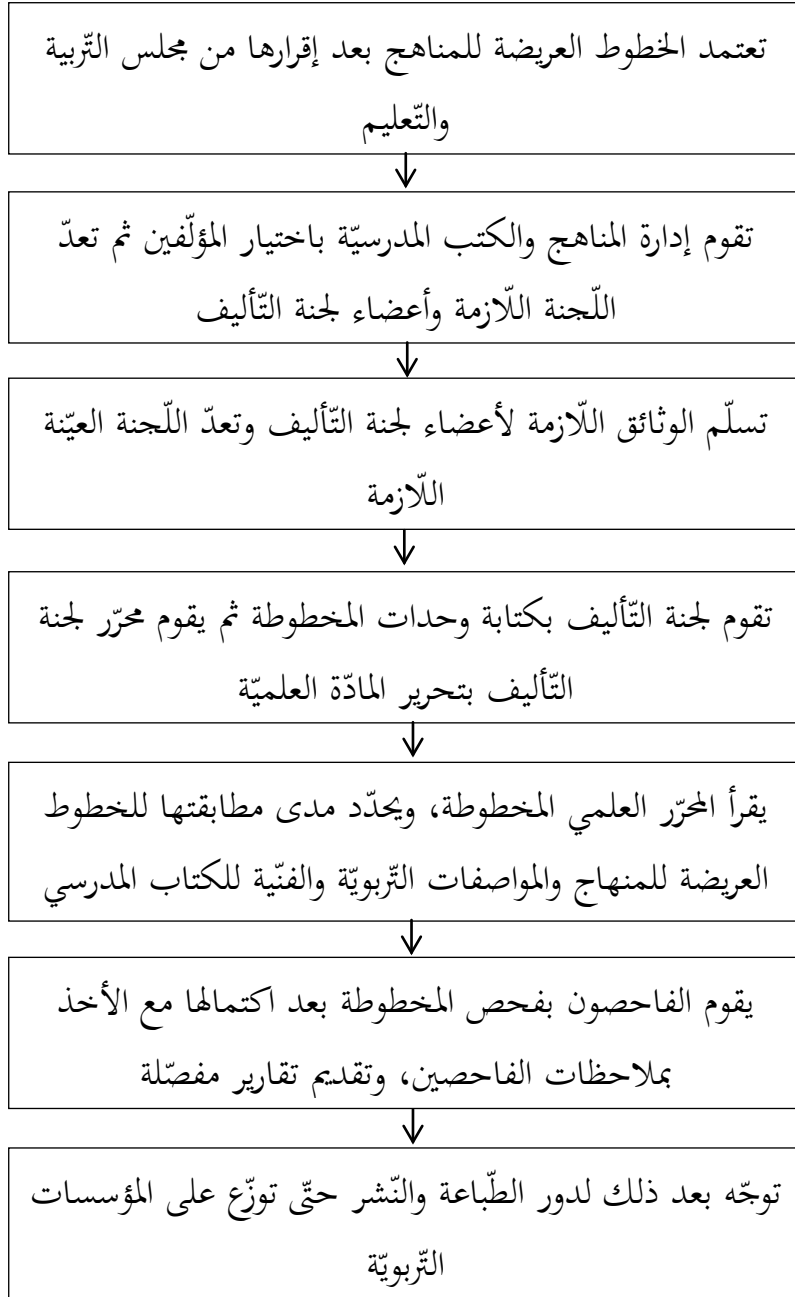 تعتمد الخطوط العريضة للمناهج بعد إقرارها من مجلس التّربية
والتّعليم
تقوم إدارة المناهج والكتب المدرسيّة باختيار المؤلّفين ثم تعدّ
اللّجنة اللّازمة وأعضاء لجنة التّأليف
تسلّم الوثائق اللّازمة لأعضاء لجنة التّأليف وتعدّ اللّجنة العيّنة
اللّازمة
تقوم لجنة التّأليف بكتابة وحدات المخطوطة ثم يقوم محرّر لجنة
التّأليف بتحرير المادّة العلميّة
يقرأ المحرّر العلمي المخطوطة، ويحدّد مدى مطابقتها للخطوط
العريضة للمنهاج والمواصفات التّربويّة والفنّية للكتاب المدرسي
يقوم الفاحصون بفحص المخطوطة بعد اكتمالها مع الأخذ
بملاحظات الفاحصين، وتقديم تقارير مفصّلة
توجّه بعد ذلك لدور الطّباعة والنّشر حتّى توزّع على المؤسسات
التّربويّة